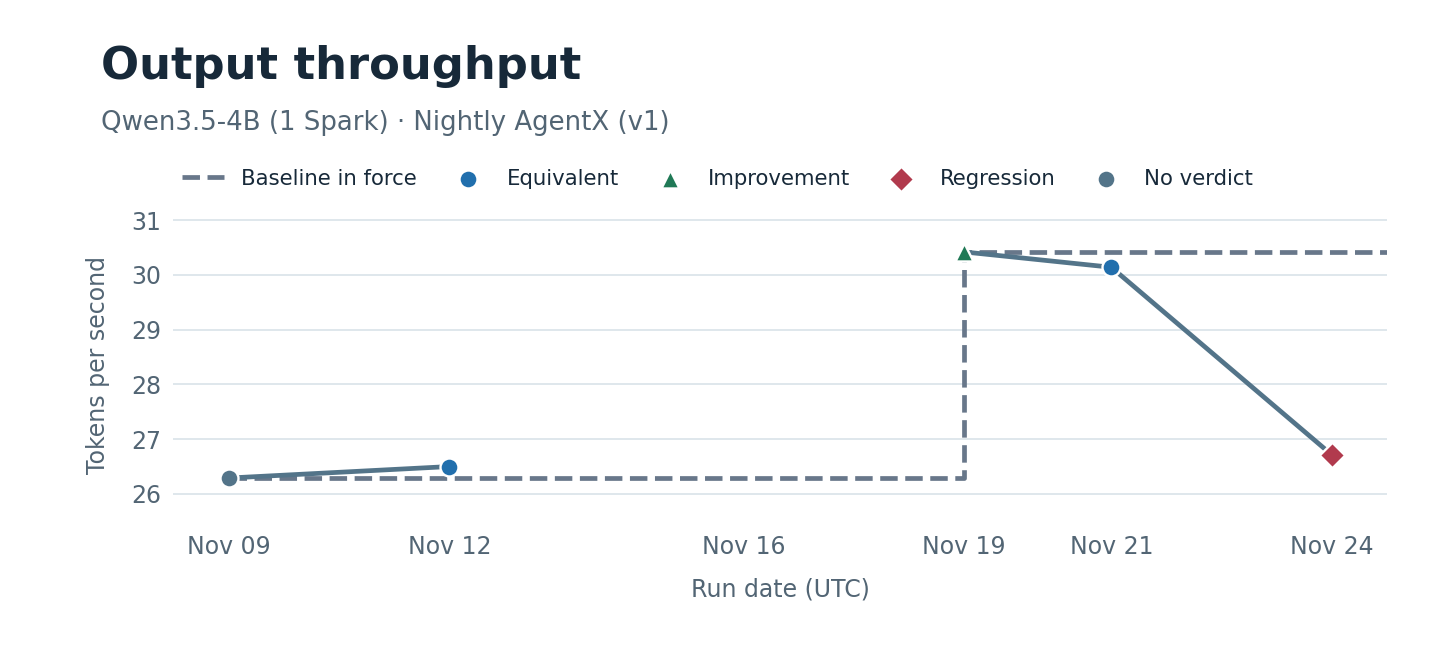 Output throughput
Qwen3.5-4B (1 Spark) · Nightly AgentX (v1)
Baseline in force Equivalent Improvement Regression No verdict
31
30
29
28
27
26
Tokens per second
Nov 09 Nov 12 Nov 16 Nov 19 Nov 21 Nov 24
Run date (UTC)